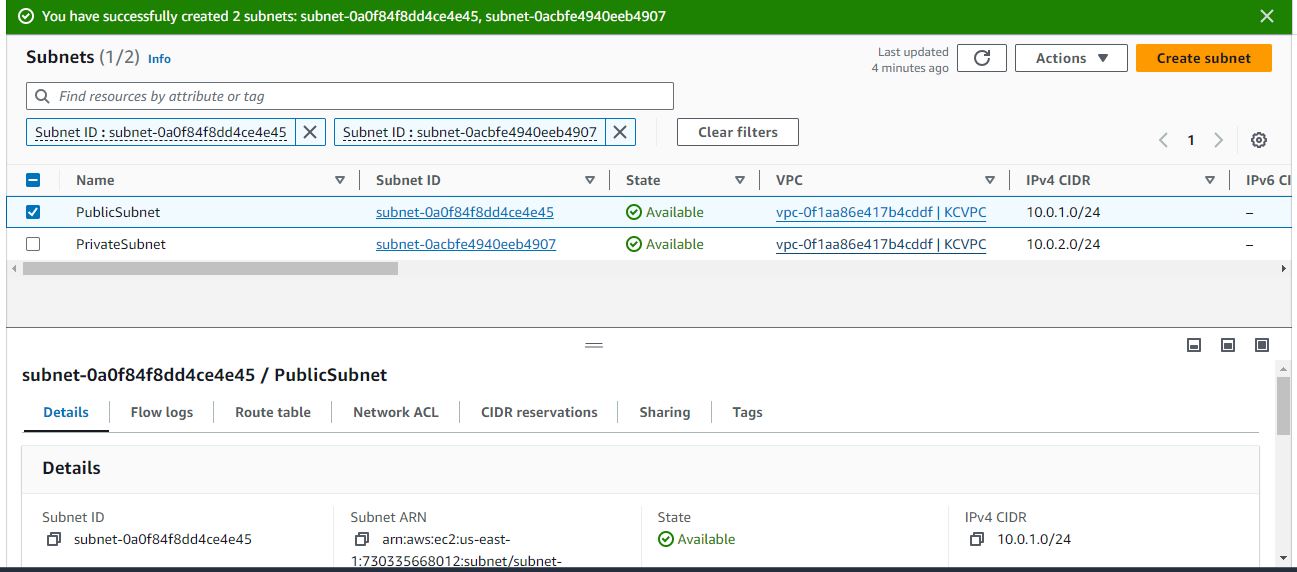 You have successfully created 2 subnets: subnet-0a0f84f8dd4ce4e45, subnet-0acbfe4940eeb4907
Subnets (1/2) Info
Last updated
4 minutes ago
Actions
Create subnet
Find resources by attribute or tag
Subnet ID : subnet-0a0f84f8dd4ce4e45
Subnet ID : subnet-0acbfe4940eeb4907
Clear filters
1
Name Subnet ID State VPC IPv4 CIDR IPv6 CI
PublicSubnet subnet-0a0f84f8dd4ce4e45 Available vpc-0f1aa86e417b4cddf | KCVPC 10.0.1.0/24 –
PrivateSubnet subnet-0acbfe4940eeb4907 Available vpc-0f1aa86e417b4cddf | KCVPC 10.0.2.0/24 –
subnet-0a0f84f8dd4ce4e45 / PublicSubnet
Details Flow logs Route table Network ACL CIDR reservations Sharing Tags
Details
Subnet ID Subnet ARN State IPv4 CIDR
subnet-0a0f84f8dd4ce4e45 arn:aws:ec2:us-east- Available 10.0.1.0/24
1:730335668012:subnet/subnet-